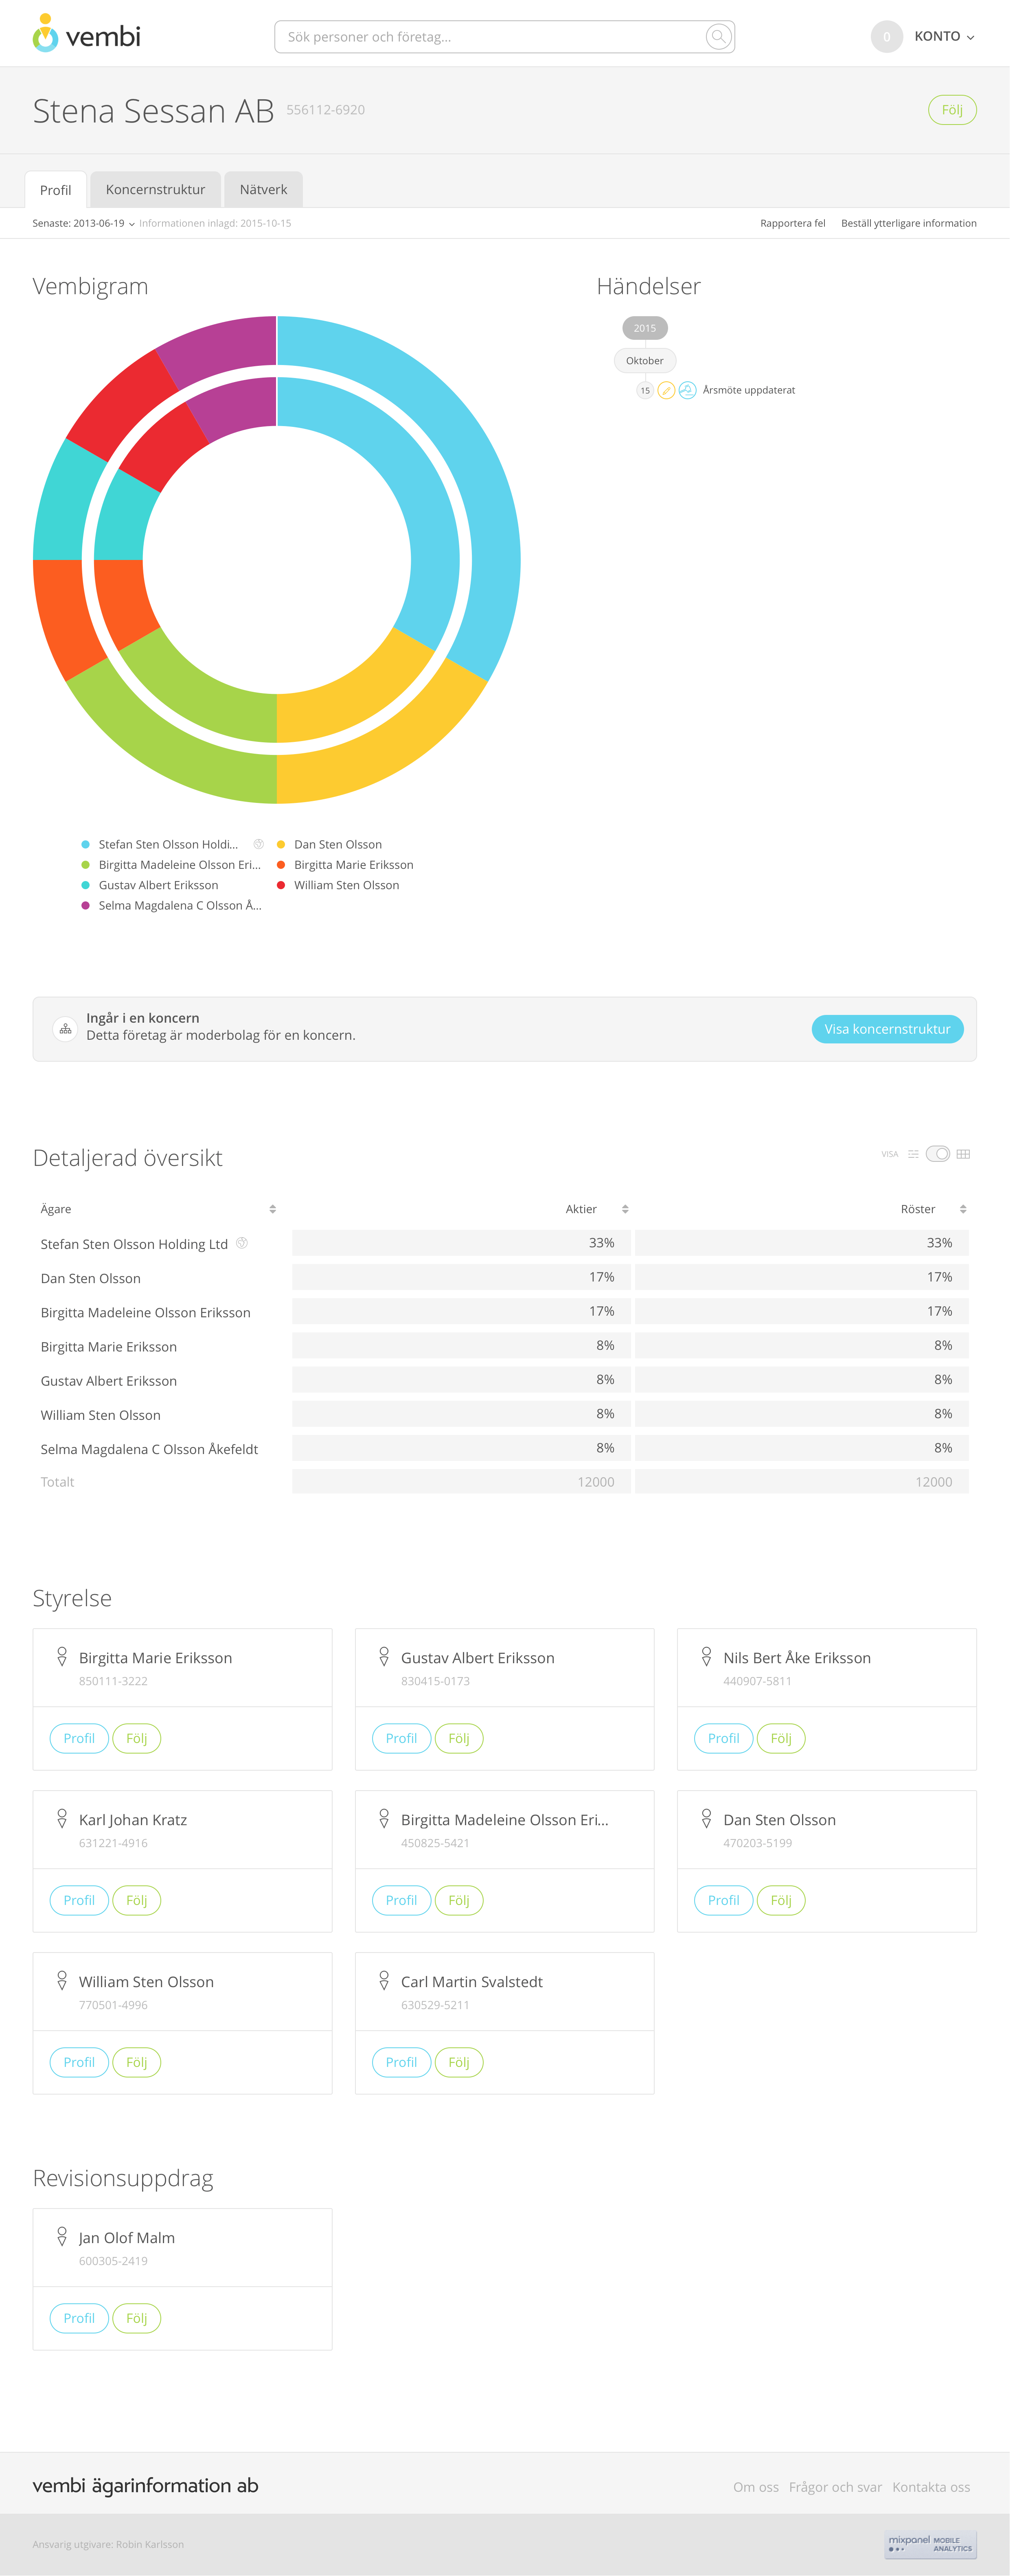 vembi
Sök personer och företag...
0
KONTO
Stena Sessan AB 556112-6920
Följ
Profil
Koncernstruktur
Nätverk
Senaste: 2013-06-19 Informationen inlagd: 2015-10-15
Rapportera fel
Beställ ytterligare information
Vembigram
Händelser
2015
Oktober
15 Årsmöte uppdaterat
Stefan Sten Olsson Holdi...
Dan Sten Olsson
Birgitta Madeleine Olsson Eri...
Birgitta Marie Eriksson
Gustav Albert Eriksson
William Sten Olsson
Selma Magdalena C Olsson Å...
Ingår i en koncern
Detta företag är moderbolag för en koncern.
Visa koncernstruktur
Detaljerad översikt
VISA
Ägare Aktier Röster
Stefan Sten Olsson Holding Ltd 33% 33%
Dan Sten Olsson 17% 17%
Birgitta Madeleine Olsson Eriksson 17% 17%
Birgitta Marie Eriksson 8% 8%
Gustav Albert Eriksson 8% 8%
William Sten Olsson 8% 8%
Selma Magdalena C Olsson Åkefeldt 8% 8%
Totalt 12000 12000
Styrelse
Birgitta Marie Eriksson
850111-3222
Profil Följ
Gustav Albert Eriksson
830415-0173
Profil Följ
Nils Bert Åke Eriksson
440907-5811
Profil Följ
Karl Johan Kratz
631221-4916
Profil Följ
Birgitta Madeleine Olsson Eri...
450825-5421
Profil Följ
Dan Sten Olsson
470203-5199
Profil Följ
William Sten Olsson
770501-4996
Profil Följ
Carl Martin Svalstedt
630529-5211
Profil Följ
Revisionsuppdrag
Jan Olof Malm
600305-2419
Profil Följ
vembi ägarinformation ab
Om oss Frågor och svar Kontakta oss
Ansvarig utgivare: Robin Karlsson
mixpanel MOBILE
ANALYTICS